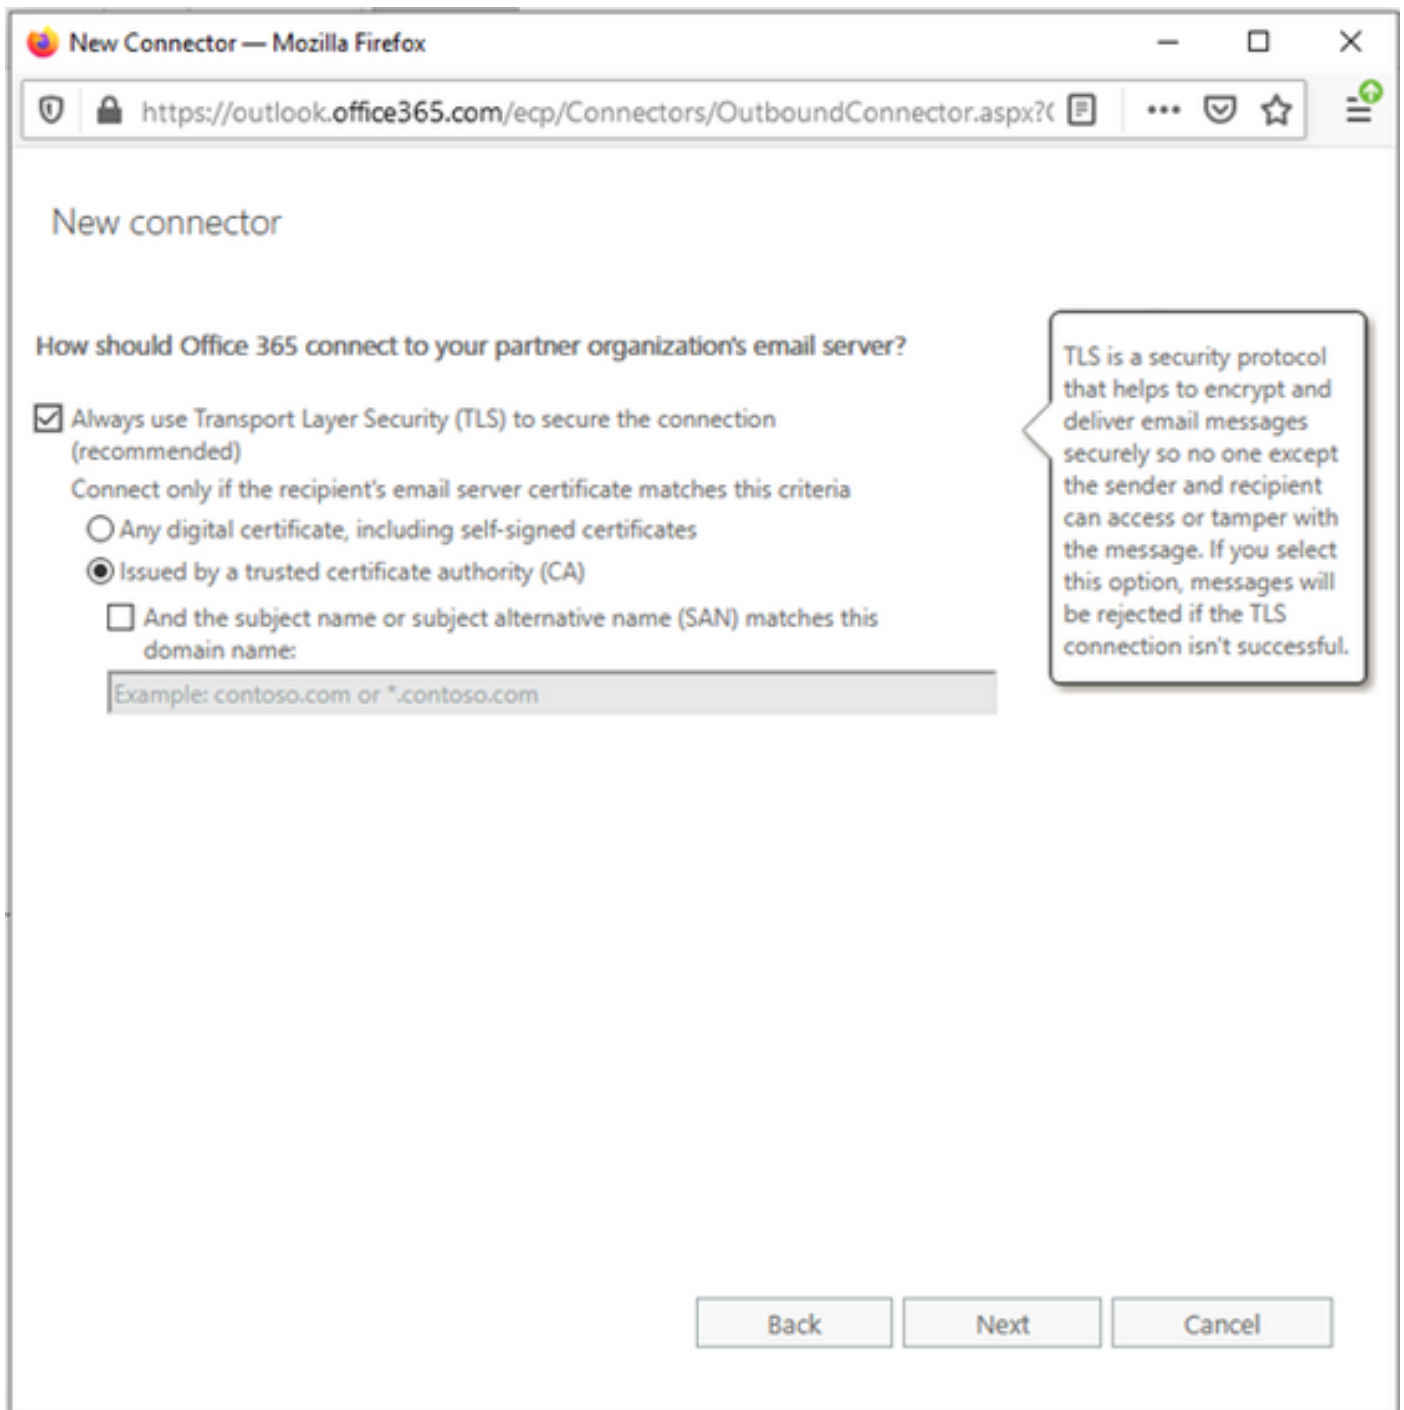 New Connector — Mozilla Firefox
https://outlook.office365.com/ecp/Connectors/OutboundConnector.aspx?(
New connector
How should Office 365 connect to your partner organization's email server?
Always use Transport Layer Security (TLS) to secure the connection
(recommended)
Connect only if the recipient's email server certificate matches this criteria
Any digital certificate, including self-signed certificates
Issued by a trusted certificate authority (CA)
And the subject name or subject alternative name (SAN) matches this
domain name:
Example: contoso.com or *.contoso.com
TLS is a security protocol
that helps to encrypt and
deliver email messages
securely so no one except
the sender and recipient
can access or tamper with
the message. If you select
this option, messages will
be rejected if the TLS
connection isn't successful.
Back
Next
Cancel